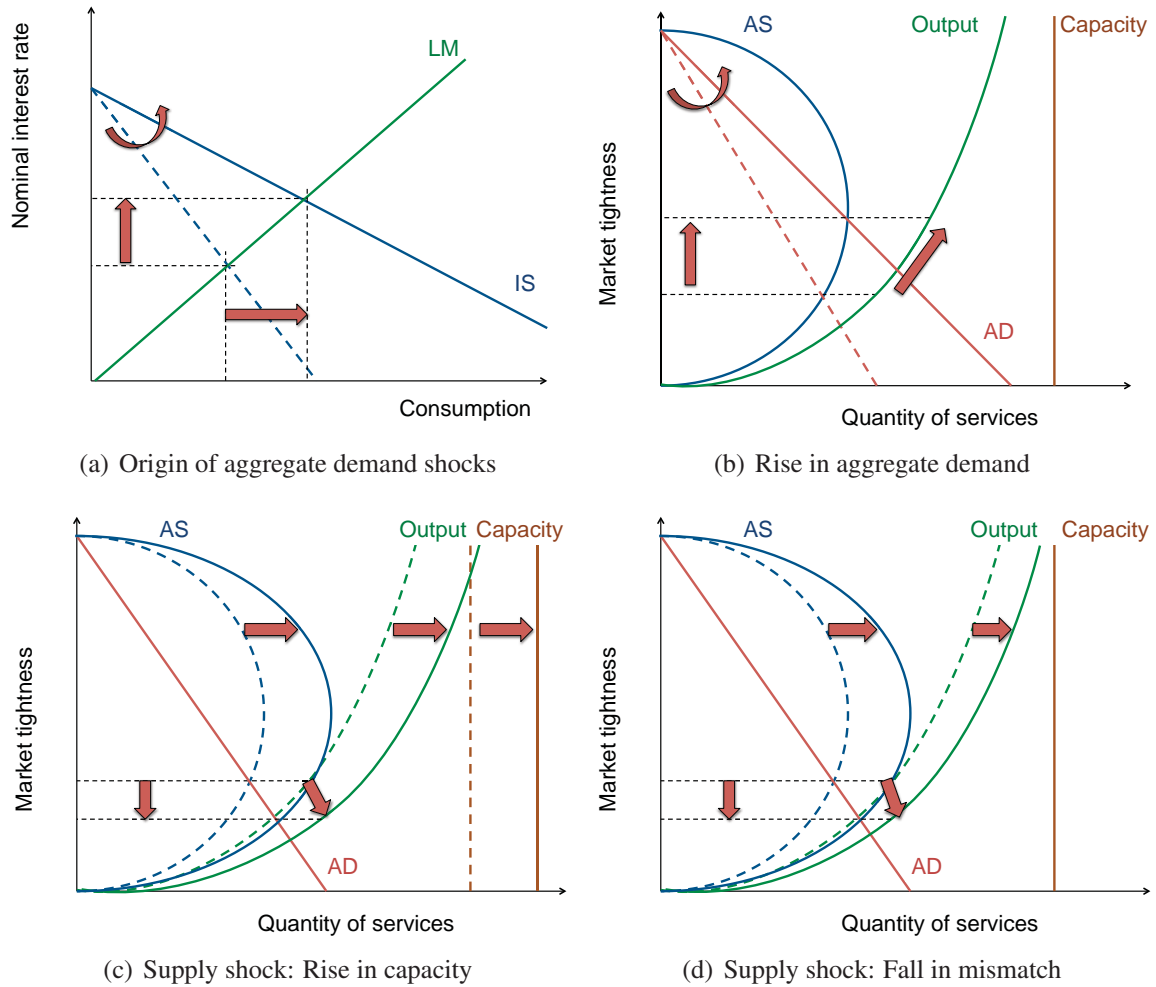 Nominal interest rate
LM
IS
Consumption
(a) Origin of aggregate demand shocks
Market tightness
AS
Output
Capacity
AD
Quantity of services
(b) Rise in aggregate demand
Market tightness
AS
Output
Capacity
AD
Quantity of services
(c) Supply shock: Rise in capacity
Market tightness
AS
Output
Capacity
AD
Quantity of services
(d) Supply shock: Fall in mismatch